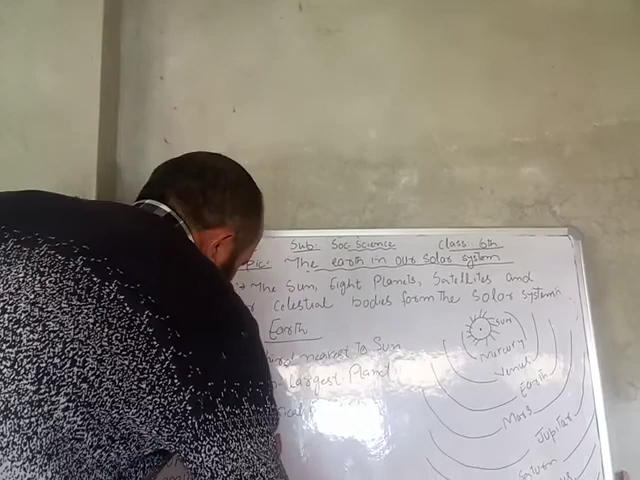 Sub: Soc. Science Class: 6th
The earth in our solar system
The Sun, Eight Planets, Satellites and
celestial bodies form the solar system
Earth
nearest to Sun
Largest Planet
Sun
Mercury
Venus
Earth
Mars
Jupiter
Saturn